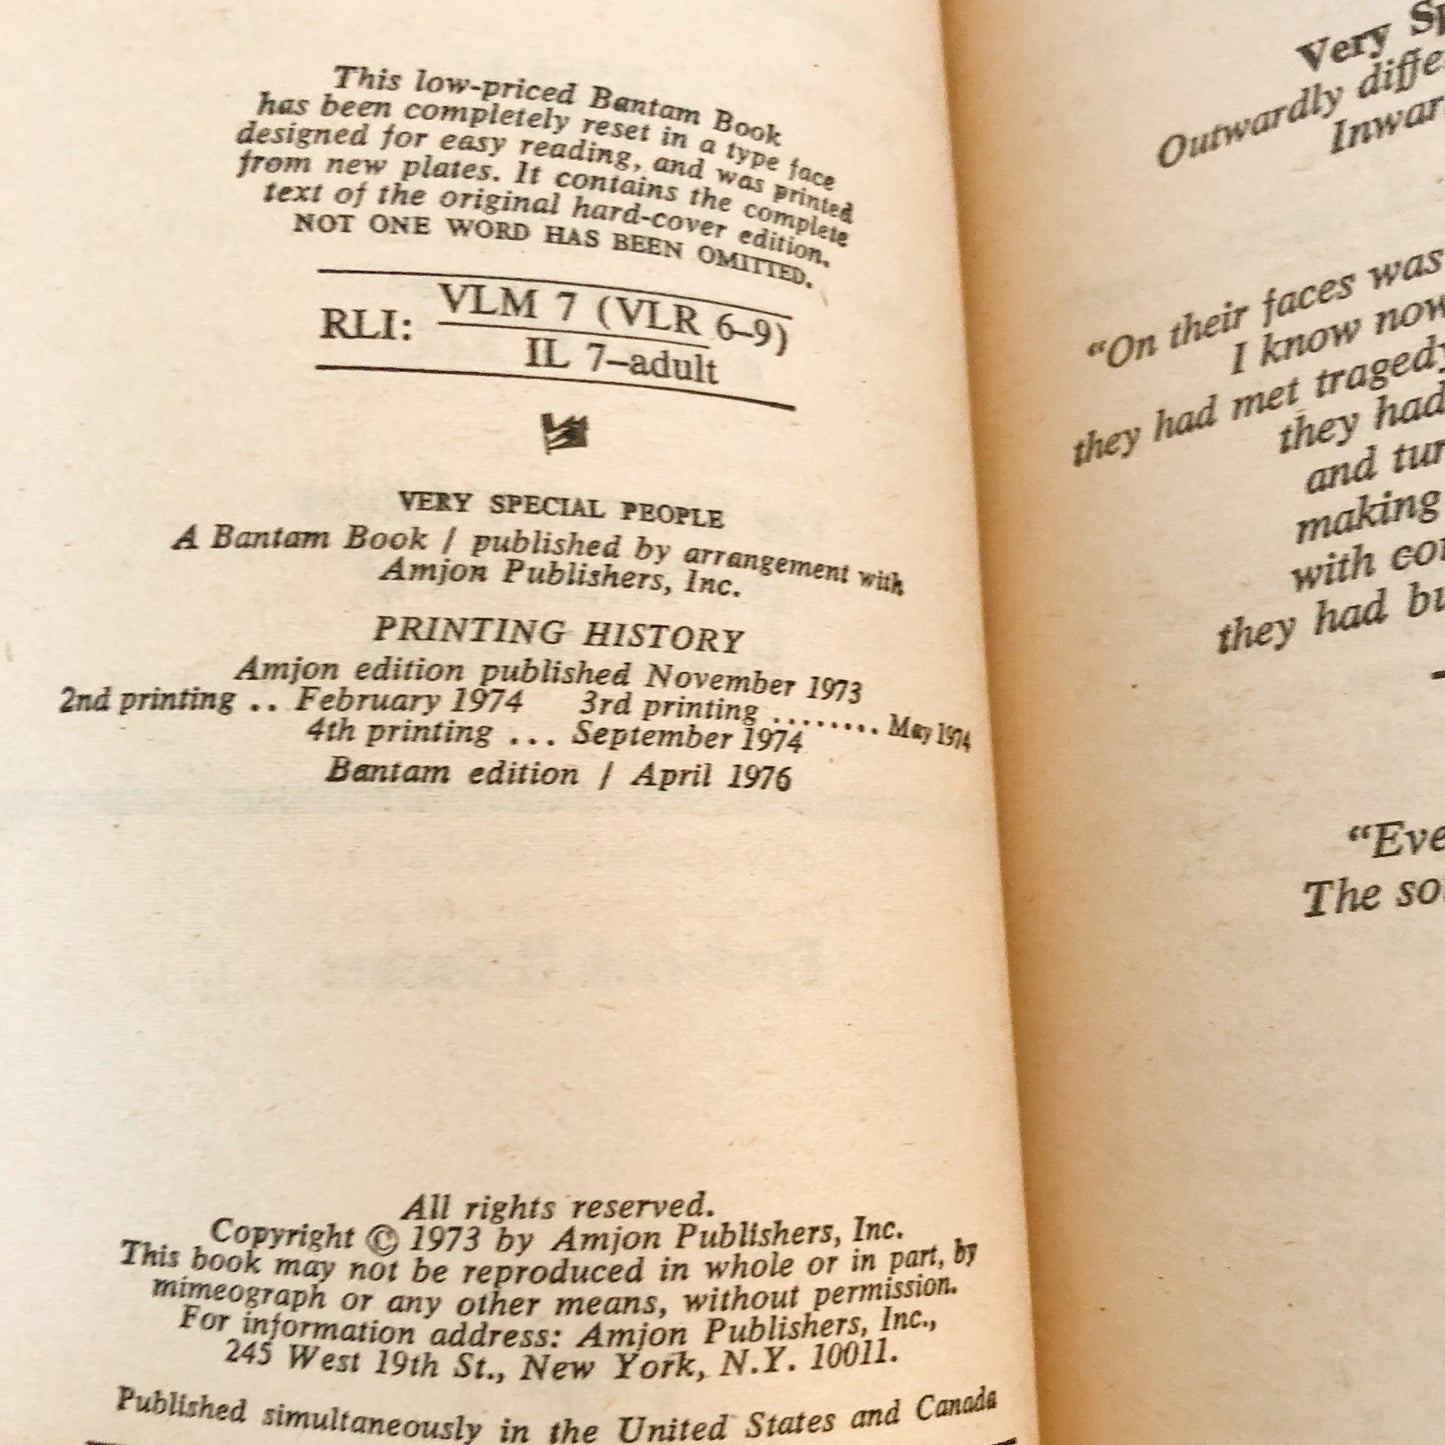 This low-priced Bantam Book
has been completely reset in a type face
designed for easy reading, and was printed
from new plates. It contains the complete
text of the original hard-cover edition.
NOT ONE WORD HAS BEEN OMITTED.
RLI: VLM 7 (VLR 6–9)
IL 7–adult
VERY SPECIAL PEOPLE
A Bantam Book / published by arrangement with
Amjon Publishers, Inc.
PRINTING HISTORY
Amjon edition published November 1973
2nd printing .. February 1974 3rd printing ........ May 1974
4th printing ... September 1974
Bantam edition / April 1976
All rights reserved.
Copyright © 1973 by Amjon Publishers, Inc.
This book may not be reproduced in whole or in part, by
mimeograph or any other means, without permission.
For information address: Amjon Publishers, Inc.,
245 West 19th St., New York, N.Y. 10011.
Published simultaneously in the United States and Canada
Very
Outwardly
"On their faces was
I know now
they had met
they had
and
making
with
they had
The